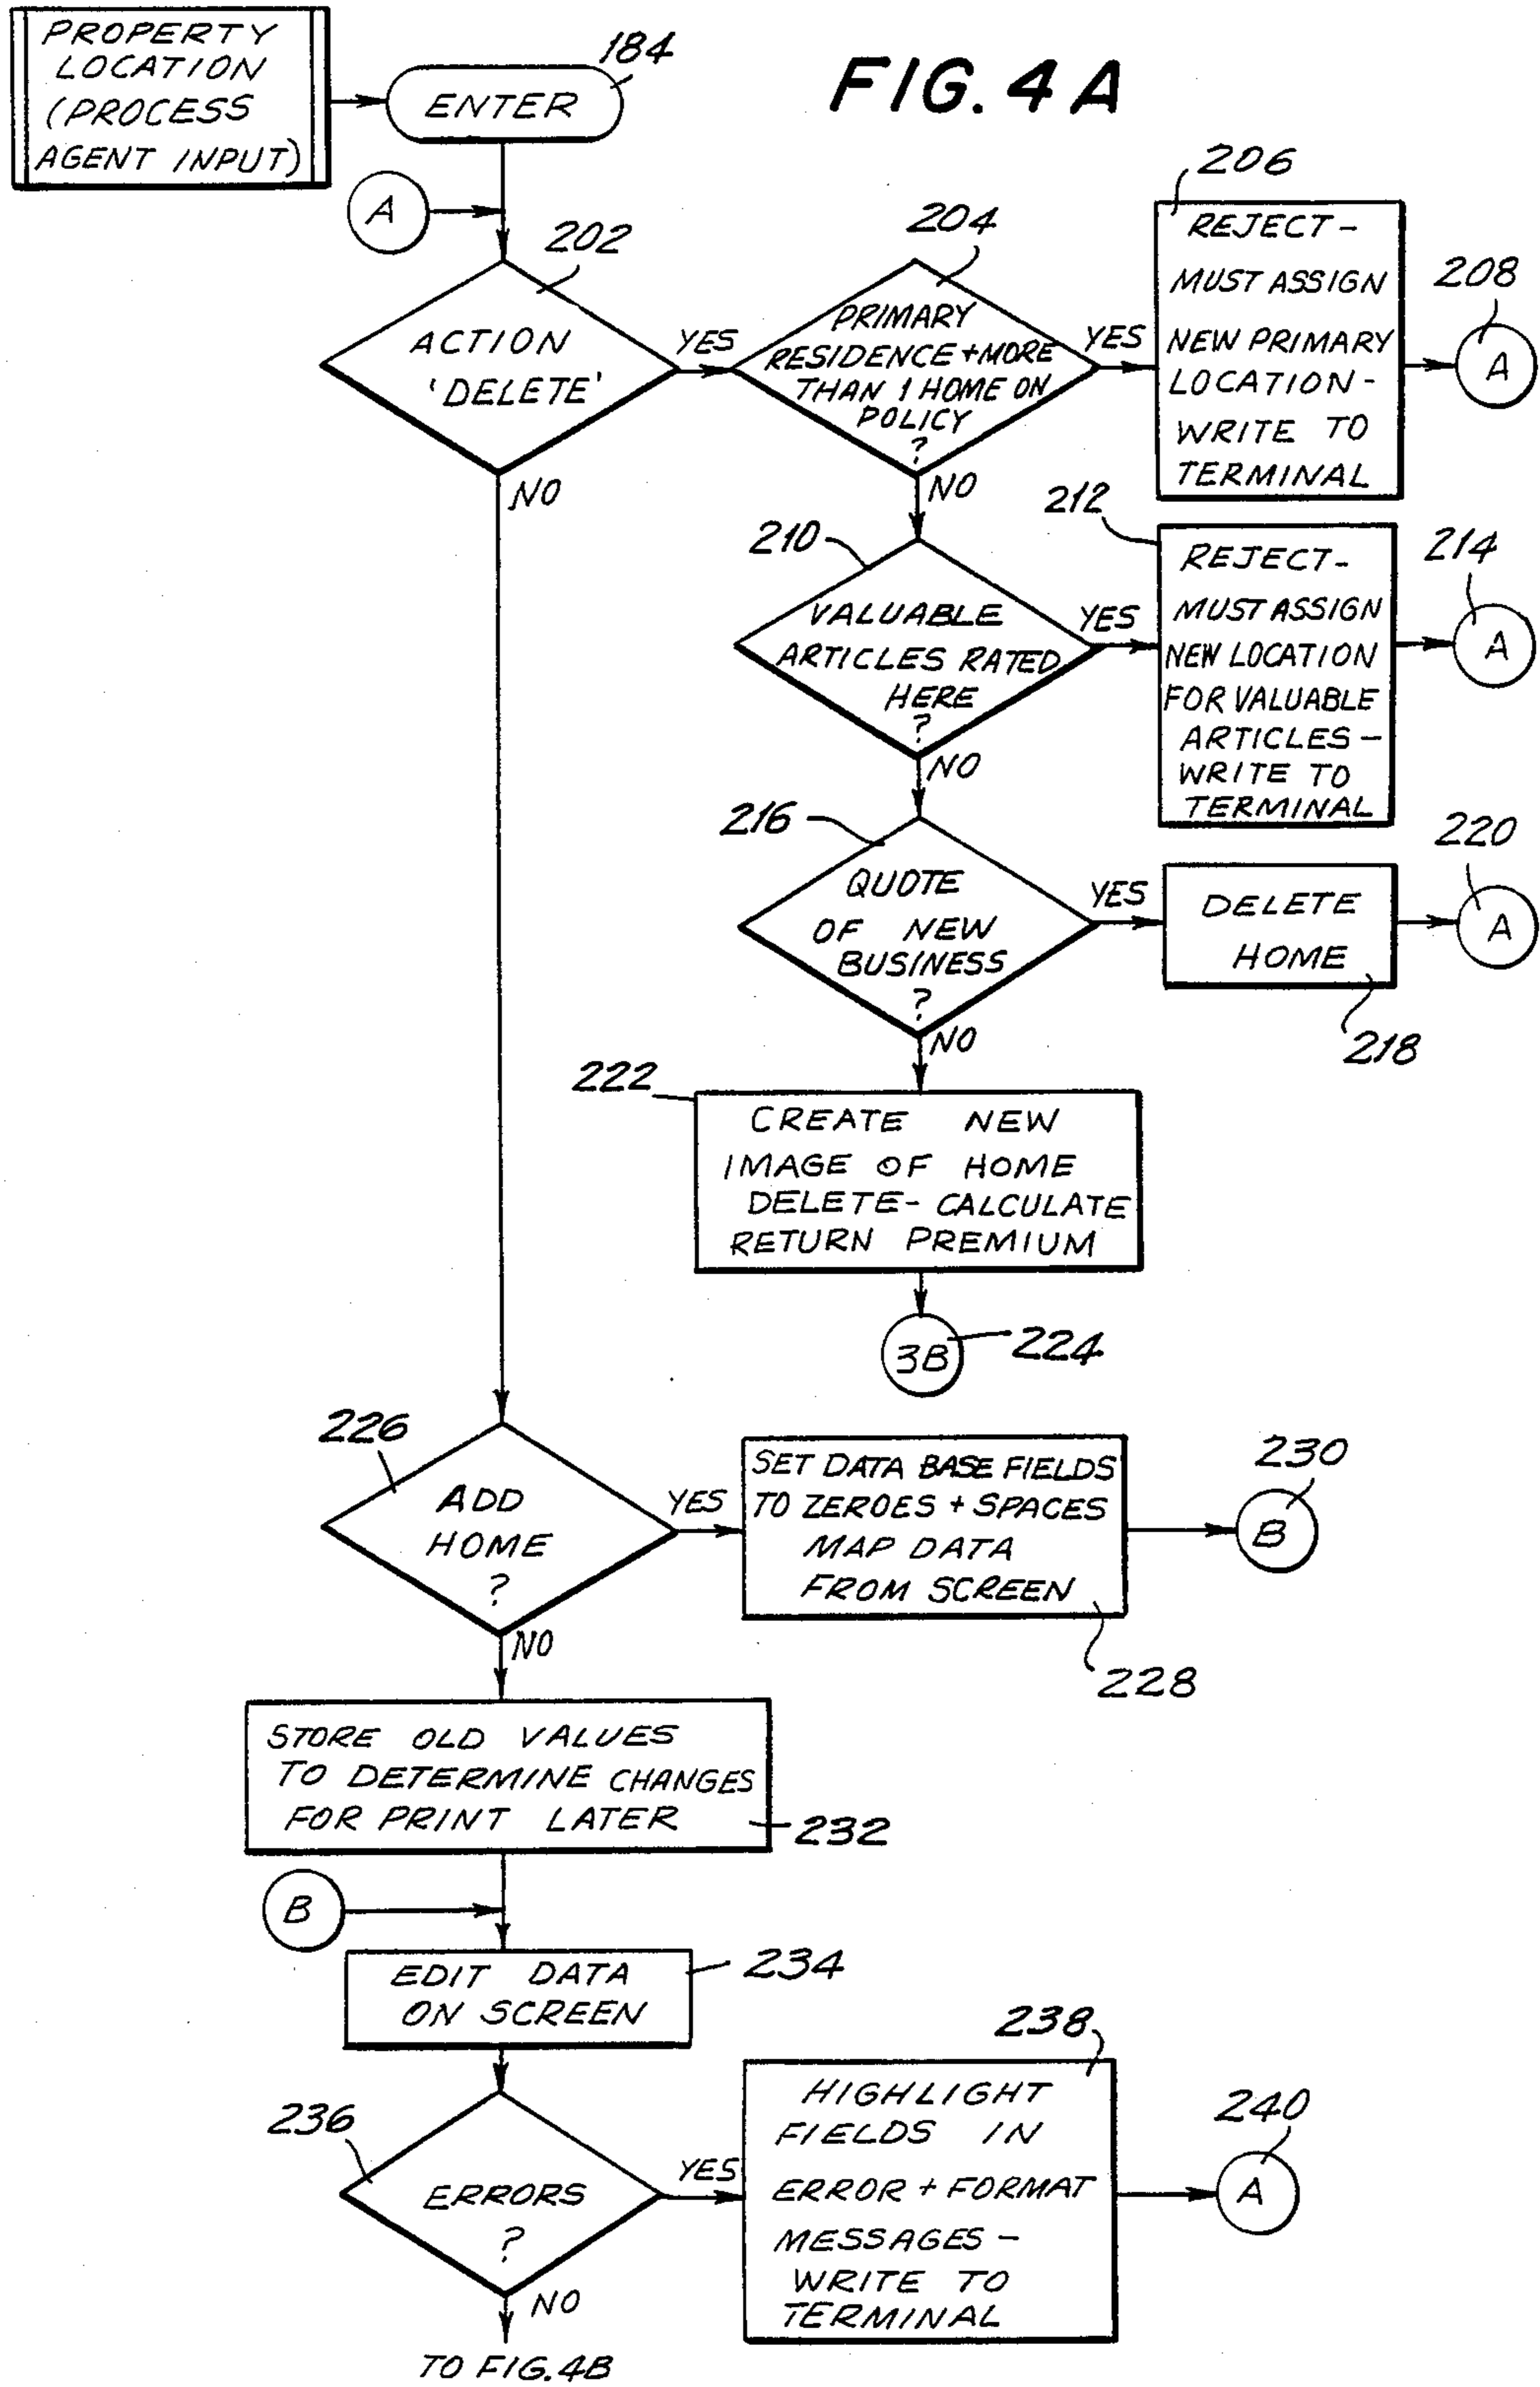 PROPERTY
LOCATION
(PROCESS
AGENT INPUT)
ENTER
184
FIG. 4A
A
202
ACTION
'DELETE'
YES
NO
204
PRIMARY
RESIDENCE + MORE
THAN 1 HOME ON
POLICY
?
YES
NO
206
REJECT-
MUST ASSIGN
NEW PRIMARY
LOCATION-
WRITE TO
TERMINAL
208
A
210
VALUABLE
ARTICLES RATED
HERE
?
YES
NO
212
REJECT-
MUST ASSIGN
NEW LOCATION
FOR VALUABLE
ARTICLES-
WRITE TO
TERMINAL
214
A
216
QUOTE
OF NEW
BUSINESS
?
YES
NO
DELETE
HOME
218
220
A
222
CREATE NEW
IMAGE OF HOME
DELETE- CALCULATE
RETURN PREMIUM
3B
224
226
ADD
HOME
?
YES
NO
SET DATA BASE FIELDS
TO ZEROES + SPACES
MAP DATA
FROM SCREEN
228
230
B
STORE OLD VALUES
TO DETERMINE CHANGES
FOR PRINT LATER
232
B
EDIT DATA
ON SCREEN
234
236
ERRORS
?
YES
NO
238
HIGHLIGHT
FIELDS IN
ERROR + FORMAT
MESSAGES-
WRITE TO
TERMINAL
240
A
TO FIG. 4B